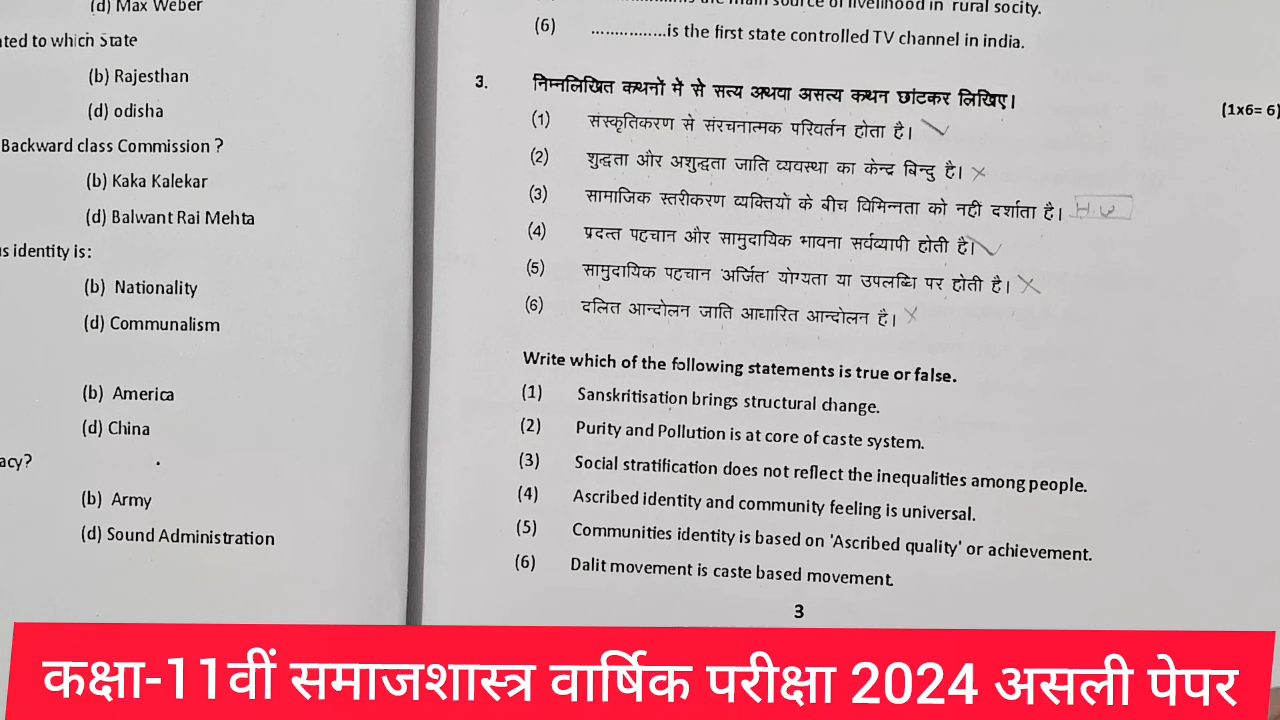 (d) Max Weber
ated to which State
(b) Rajesthan
(d) odisha
Backward class Commission ?
(b) Kaka Kalekar
(d) Balwant Rai Mehta
s identity is:
(b) Nationality
(d) Communalism
(b) America
(d) China
acy?
(b) Army
(d) Sound Administration
main source of livelihood in rural socity.
(6) ................is the first state controlled TV channel in india.
3. निम्नलिखित कथनों में से सत्य अथवा असत्य कथन छांटकर लिखिए। (1x6= 6)
(1) संस्कृतिकरण से संरचनात्मक परिवर्तन होता है।
(2) शुद्धता और अशुद्धता जाति व्यवस्था का केन्द्र बिन्दु है। ×
(3) सामाजिक स्तरीकरण व्यक्तियों के बीच विभिन्नता को नहीं दर्शाता है। H.W
(4) प्रदत्त पहचान और सामुदायिक भावना सर्वव्यापी होती है।
(5) सामुदायिक पहचान 'अर्जित' योग्यता या उपलब्धि पर होती है। ×
(6) दलित आन्दोलन जाति आधारित आन्दोलन है। ×
Write which of the following statements is true or false.
(1) Sanskritisation brings structural change.
(2) Purity and Pollution is at core of caste system.
(3) Social stratification does not reflect the inequalities among people.
(4) Ascribed identity and community feeling is universal.
(5) Communities identity is based on 'Ascribed quality' or achievement.
(6) Dalit movement is caste based movement.
3
कक्षा-11वीं समाजशास्त्र वार्षिक परीक्षा 2024 असली पेपर